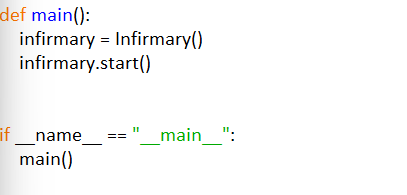 def main():
    infirmary = Infirmary()
    infirmary.start()
if __name__ == "__main__":
    main()